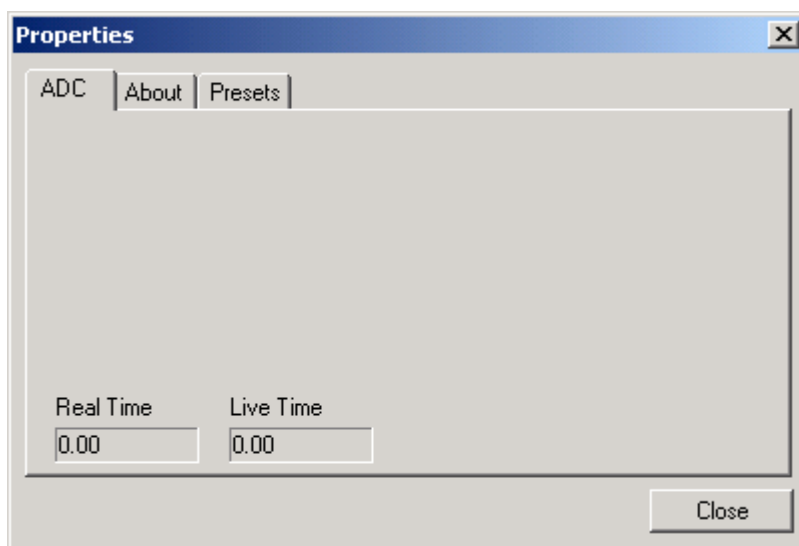 Properties
ADC About Presets
Real Time Live Time
0.00 0.00
Close